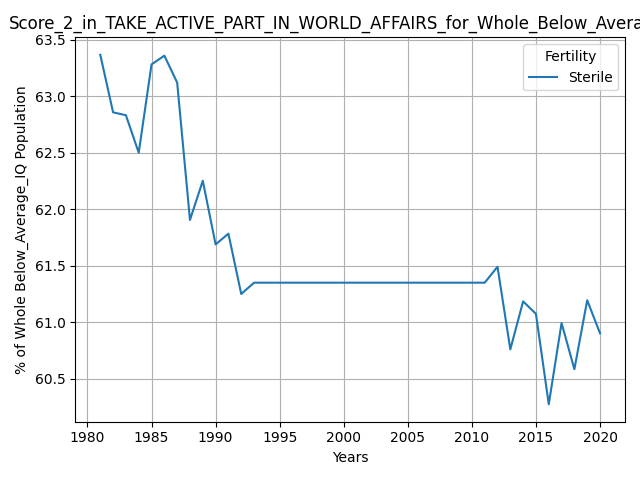 Score_2_in_TAKE_ACTIVE_PART_IN_WORLD_AFFAIRS_for_Whole_Below_Avera
63.5
63.0
62.5
62.0
61.5
61.0
60.5
% of Whole Below_Average_IQ Population
Fertility
Sterile
1980 1985 1990 1995 2000 2005 2010 2015 2020
Years